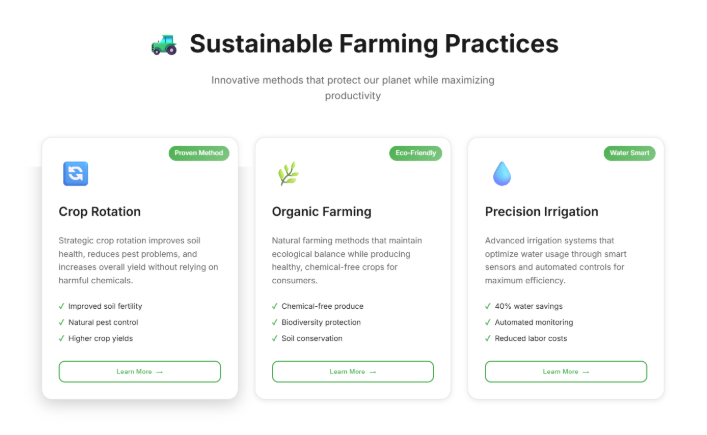 Sustainable Farming Practices
Innovative methods that protect our planet while maximizing
productivity
Proven Method
Crop Rotation
Strategic crop rotation improves soil
health, reduces pest problems, and
increases overall yield without relying on
harmful chemicals.
✓ Improved soil fertility
✓ Natural pest control
✓ Higher crop yields
Learn More →
Eco-Friendly
Organic Farming
Natural farming methods that maintain
ecological balance while producing
healthy, chemical-free crops for
consumers.
✓ Chemical-free produce
✓ Biodiversity protection
✓ Soil conservation
Learn More →
Water Smart
Precision Irrigation
Advanced irrigation systems that
optimize water usage through smart
sensors and automated controls for
maximum efficiency.
✓ 40% water savings
✓ Automated monitoring
✓ Reduced labor costs
Learn More →